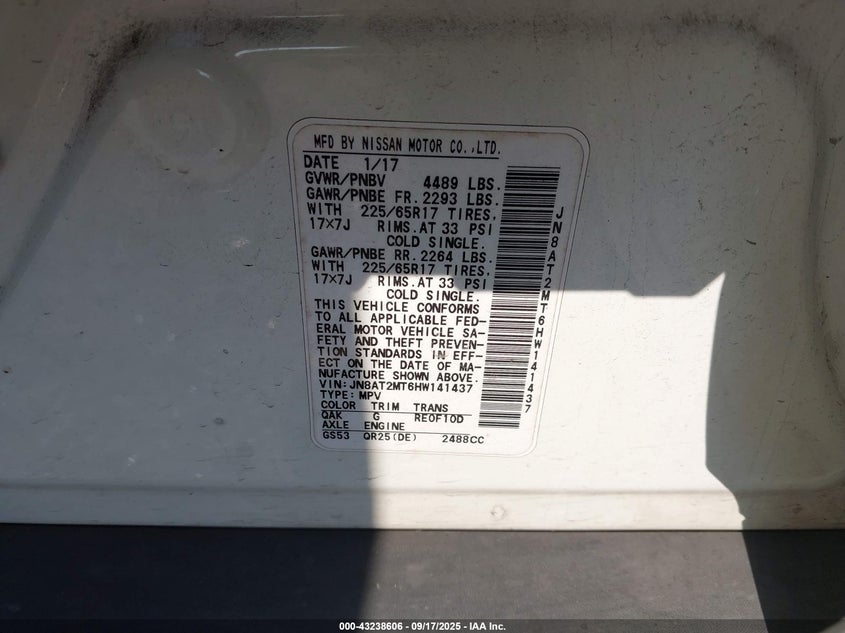 MFD BY NISSAN MOTOR CO.,LTD.
DATE 1/17
GVWR/PNBV 4489 LBS.
GAWR/PNBE FR. 2293 LBS.
WITH 225/65R17 TIRES,
17×7J RIMS.AT 33 PSI
COLD SINGLE.
GAWR/PNBE RR. 2264 LBS.
WITH 225/65R17 TIRES,
17×7J RIMS.AT 33 PSI
COLD SINGLE.
THIS VEHICLE CONFORMS
TO ALL APPLICABLE FED-
ERAL MOTOR VEHICLE SA-
FETY AND THEFT PREVEN-
TION STANDARDS IN EFF-
ECT ON THE DATE OF MA-
NUFACTURE SHOWN ABOVE.
VIN:JN8AT2MT6HW141437
TYPE:MPV
COLOR TRIM TRANS
QAK G RE0F10D
AXLE ENGINE
GS53 QR25(DE) 2488CC
JN8AT2MT6HW141437
000-43238606 - 09/17/2025 - IAA Inc.